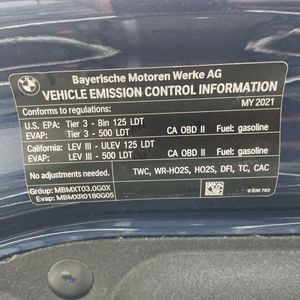 BMW
Bayerische Motoren Werke AG
VEHICLE EMISSION CONTROL INFORMATION
Conforms to regulations: MY 2021
U.S. EPA: Tier 3 - Bin 125 LDT Fuel: gasoline
EVAP: Tier 3 - 500 LDT CA OBD II
California: LEV III - ULEV 125 LDT Fuel: gasoline
EVAP: LEV III - 500 LDT CA OBD II
TWC, WR-HO2S, HO2S, DFI, TC, CAC
Group: MBMXT03.0G0X
Evap: MBMXR0180G05